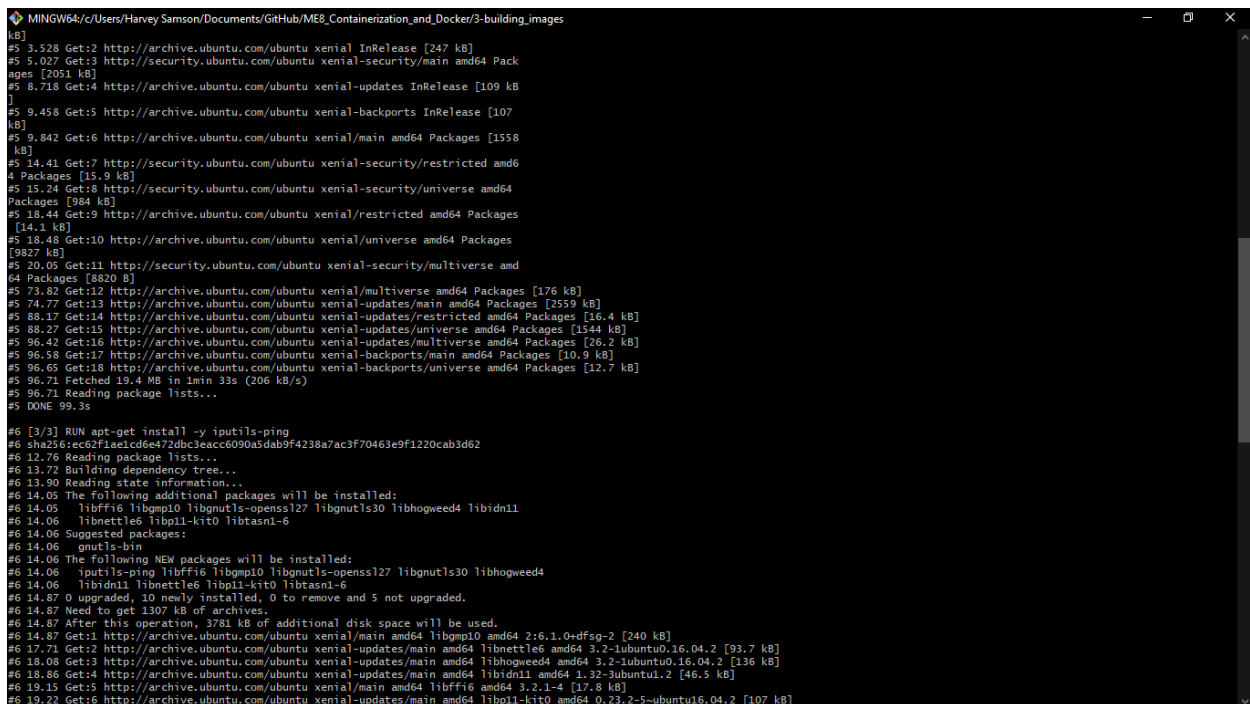 MINGW64:/c/Users/Harvey Samson/Documents/GitHub/ME8_Containerization_and_Docker/3-building_images
kB]
#5 3.528 Get:2 http://archive.ubuntu.com/ubuntu xenial InRelease [247 kB]
#5 5.027 Get:3 http://archive.ubuntu.com/ubuntu xenial-security/main amd64 Pack
ages [2051 kB]
#5 8.718 Get:4 http://archive.ubuntu.com/ubuntu xenial-updates InRelease [109 kB
]
#5 9.458 Get:5 http://archive.ubuntu.com/ubuntu xenial-backports InRelease [107
kB]
#5 9.842 Get:6 http://archive.ubuntu.com/ubuntu xenial/main amd64 Packages [1558
 kB]
#5 14.41 Get:7 http://security.ubuntu.com/ubuntu xenial-security/restricted amd6
4 Packages [15.9 kB]
#5 15.24 Get:8 http://security.ubuntu.com/ubuntu xenial-security/universe amd64
Packages [984 kB]
#5 18.44 Get:9 http://archive.ubuntu.com/ubuntu xenial/restricted amd64 Packages
 [14.1 kB]
#5 18.48 Get:10 http://archive.ubuntu.com/ubuntu xenial/universe amd64 Packages
[9827 kB]
#5 20.05 Get:11 http://security.ubuntu.com/ubuntu xenial-security/multiverse amd
64 Packages [8820 B]
#5 73.82 Get:12 http://archive.ubuntu.com/ubuntu xenial/multiverse amd64 Packages [176 kB]
#5 74.77 Get:13 http://archive.ubuntu.com/ubuntu xenial-updates/main amd64 Packages [2559 kB]
#5 88.17 Get:14 http://archive.ubuntu.com/ubuntu xenial-updates/restricted amd64 Packages [16.4 kB]
#5 88.27 Get:15 http://archive.ubuntu.com/ubuntu xenial-updates/universe amd64 Packages [1544 kB]
#5 96.42 Get:16 http://archive.ubuntu.com/ubuntu xenial-updates/multiverse amd64 Packages [26.2 kB]
#5 96.58 Get:17 http://archive.ubuntu.com/ubuntu xenial-backports/main amd64 Packages [10.9 kB]
#5 96.65 Get:18 http://archive.ubuntu.com/ubuntu xenial-backports/universe amd64 Packages [12.7 kB]
#5 96.71 Fetched 19.4 MB in 1min 33s (206 kB/s)
#5 96.71 Reading package lists...
#5 DONE 99.3s
#6 [3/3] RUN apt-get install -y iputils-ping
#6 sha256:ec62f1ae1cd6e472dbc3eacc6090a5dab9f4238a7ac3f70463e9f1220cab3d62
#6 12.76 Reading package lists...
#6 13.72 Building dependency tree...
#6 13.90 Reading state information...
#6 14.05 The following additional packages will be installed:
#6 14.05   libffi6 libgmp10 libgnutls-openssl27 libgnutls30 libhogweed4 libidn11
#6 14.06   libnettle6 libp11-kit0 libtasn1-6
#6 14.06 Suggested packages:
#6 14.06   gnutls-bin
#6 14.06 The following NEW packages will be installed:
#6 14.06   iputils-ping libffi6 libgmp10 libgnutls-openssl27 libgnutls30 libhogweed4
#6 14.06   libidn11 libnettle6 libp11-kit0 libtasn1-6
#6 14.87 0 upgraded, 10 newly installed, 0 to remove and 5 not upgraded.
#6 14.87 Need to get 1307 kB of archives.
#6 14.87 After this operation, 3781 kB of additional disk space will be used.
#6 14.87 Get:1 http://archive.ubuntu.com/ubuntu xenial/main amd64 libgmp10 amd64 2:6.1.0+dfsg-2 [240 kB]
#6 17.71 Get:2 http://archive.ubuntu.com/ubuntu xenial-updates/main amd64 libnettle6 amd64 3.2-1ubuntu0.16.04.2 [93.7 kB]
#6 18.08 Get:3 http://archive.ubuntu.com/ubuntu xenial-updates/main amd64 libhogweed4 amd64 3.2-1ubuntu0.16.04.2 [136 kB]
#6 18.86 Get:4 http://archive.ubuntu.com/ubuntu xenial-updates/main amd64 libidn11 amd64 1.32-3ubuntu1.2 [46.5 kB]
#6 19.15 Get:5 http://archive.ubuntu.com/ubuntu xenial/main amd64 libffi6 amd64 3.2.1-4 [17.8 kB]
#6 19.22 Get:6 http://archive.ubuntu.com/ubuntu xenial-updates/main amd64 libp11-kit0 amd64 0.23.2-5~ubuntu16.04.2 [107 kB]